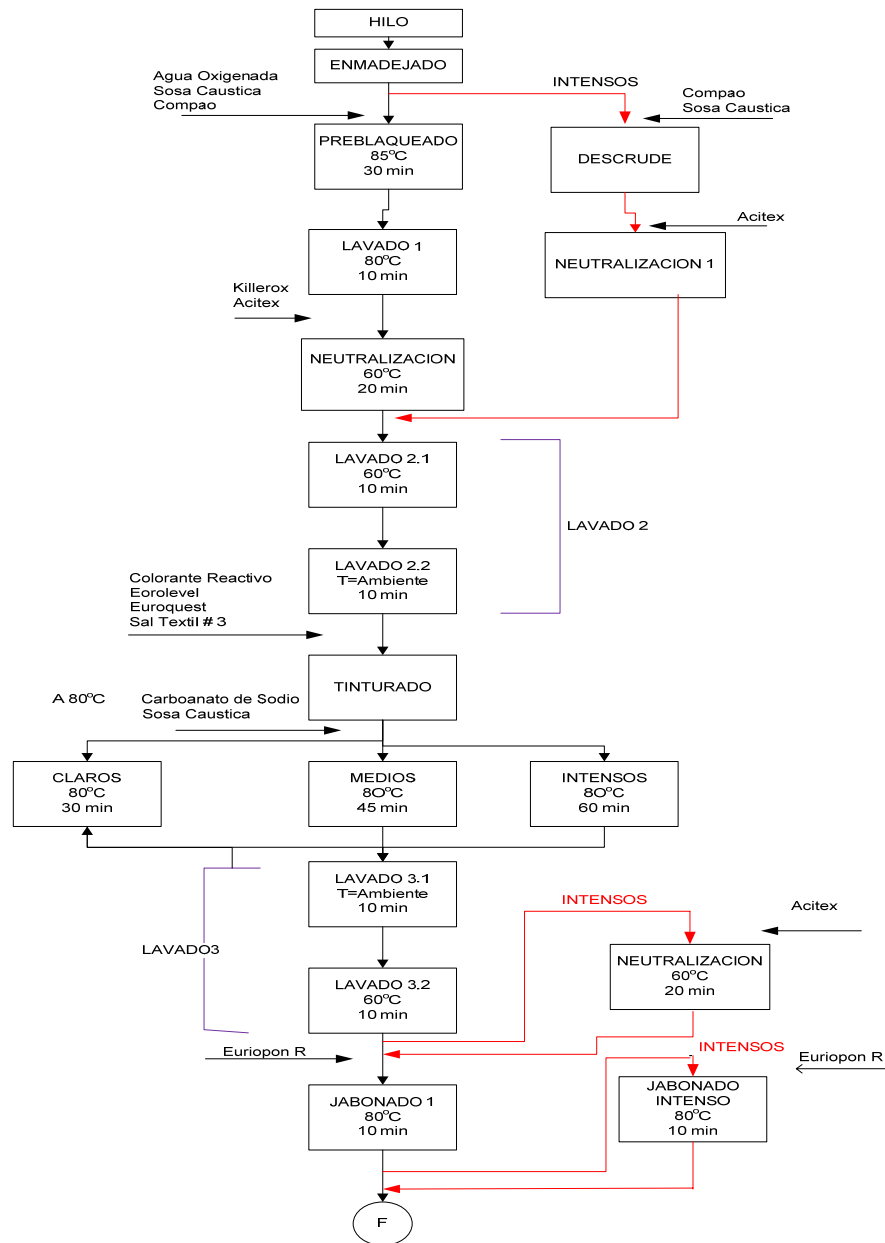 HILO
ENMADEJADO
Agua Oxigenada
Sosa Caustica
Compao
INTENSOS
Compao
Sosa Caustica
PREBLAQUEADO
85ºC
30 min
DESCRUDE
Acitex
LAVADO 1
80ºC
10 min
NEUTRALIZACION 1
Killerox
Acitex
NEUTRALIZACION
60ºC
20 min
LAVADO 2.1
60ºC
10 min
LAVADO 2
LAVADO 2.2
T=Ambiente
10 min
Colorante Reactivo
Eorolevel
Euroquest
Sal Textil # 3
TINTURADO
A 80ºC
Carboanato de Sodio
Sosa Caustica
CLAROS
80ºC
30 min
MEDIOS
8OºC
45 min
INTENSOS
8OºC
60 min
LAVADO 3.1
T=Ambiente
10 min
INTENSOS
Acitex
LAVADO3
NEUTRALIZACION
60ºC
20 min
LAVADO 3.2
60ºC
10 min
Euriopon R
INTENSOS
Euriopon R
JABONADO 1
80ºC
10 min
JABONADO
INTENSO
80ºC
10 min
F